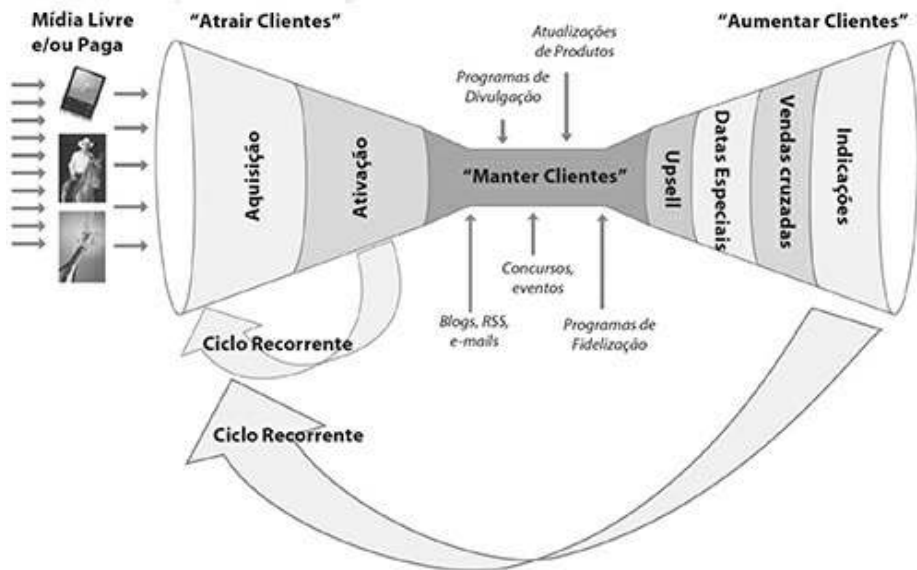 Mídia Livre
e/ou Paga
“Atrair Clientes”
Atualizações
de Produtos
“Aumentar Clientes”
Programas de
Divulgação
Aquisição
Ativação
“Manter Clientes”
Upsell
Datas Especiais
Vendas cruzadas
Indicações
Concursos,
eventos
Blogs, RSS,
e-mails
Programas de
Fidelização
Ciclo Recorrente
Ciclo Recorrente